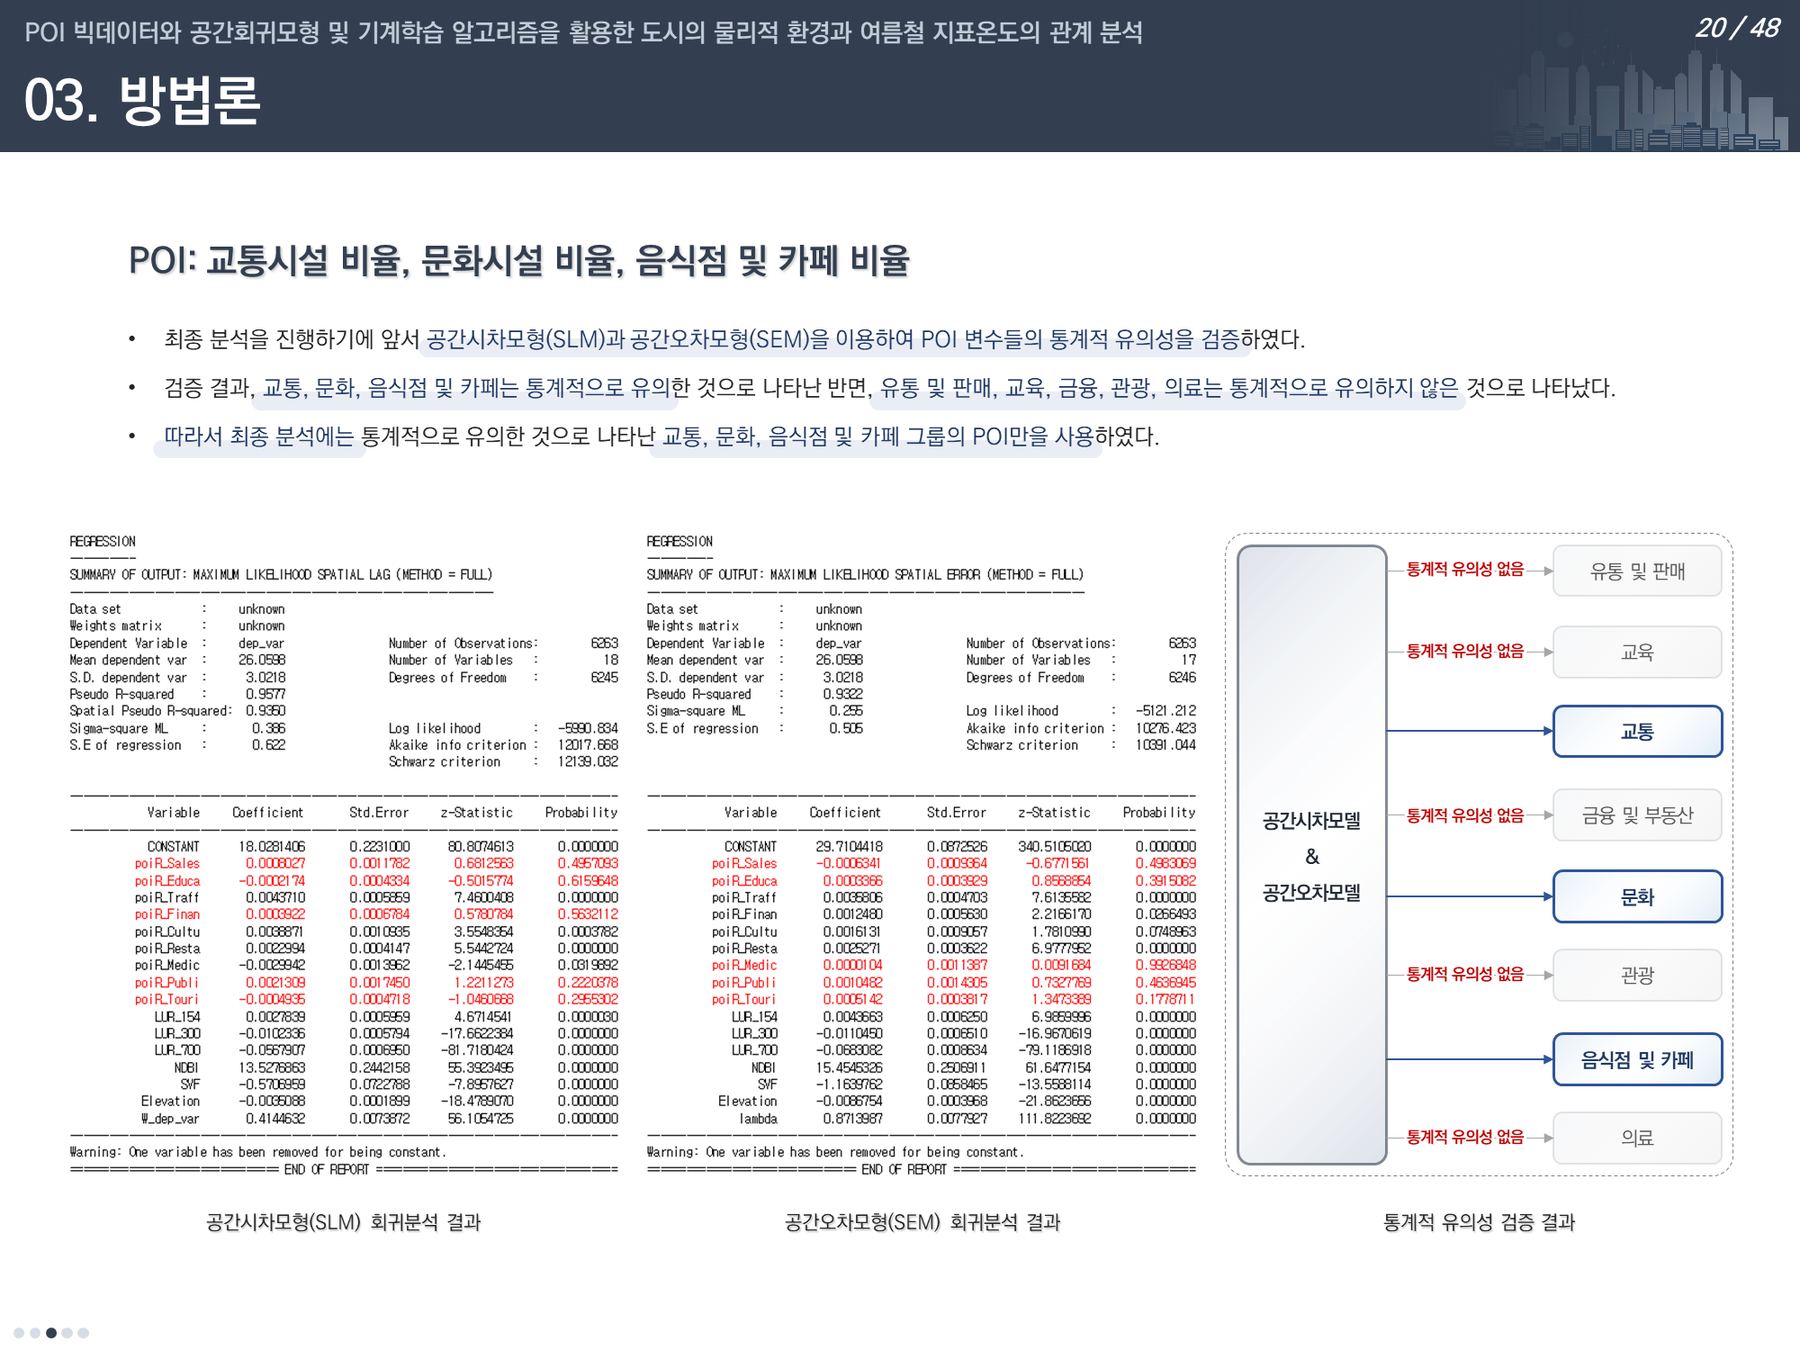 POI 빅데이터와 공간회귀모형 및 기계학습 알고리즘을 활용한 도시의 물리적 환경과 여름철 지표온도의 관계 분석
20 / 48
03. 방법론
POI: 교통시설 비율, 문화시설 비율, 음식점 및 카페 비율
• 최종 분석을 진행하기에 앞서 공간시차모형(SLM)과 공간오차모형(SEM)을 이용하여 POI 변수들의 통계적 유의성을 검증하였다.
• 검증 결과, 교통, 문화, 음식점 및 카페는 통계적으로 유의한 것으로 나타난 반면, 유통 및 판매, 교육, 금융, 관광, 의료는 통계적으로 유의하지 않은 것으로 나타났다.
• 따라서 최종 분석에는 통계적으로 유의한 것으로 나타난 교통, 문화, 음식점 및 카페 그룹의 POI만을 사용하였다.
REGRESSION
----------
SUMMARY OF OUTPUT: MAXIMUM LIKELIHOOD SPATIAL LAG (METHOD = FULL)
Data set : unknown
Weights matrix : unknown
Dependent Variable : dep_var Number of Observations: 6263
Mean dependent var : 26.0598 Number of Variables : 18
S.D. dependent var : 3.0218 Degrees of Freedom : 6245
Pseudo R-squared : 0.9577
Spatial Pseudo R-squared: 0.9350
Sigma-square ML : 0.386 Log likelihood : -5990.834
S.E of regression : 0.622 Akaike info criterion : 12017.668
Schwarz criterion : 12139.032
Variable Coefficient Std.Error z-Statistic Probability
CONSTANT 18.0281406 0.2231000 80.8074613 0.0000000
poiR_Sales 0.0008027 0.0011782 0.6812563 0.4957093
poiR_Educa -0.0002174 0.0004334 -0.5015774 0.6159648
poiR_Traff 0.0043710 0.0005859 7.4600408 0.0000000
poiR_Finan 0.0003922 0.0006784 0.5780784 0.5632112
poiR_Cultu 0.0038871 0.0010935 3.5548354 0.0003782
poiR_Resta 0.0022994 0.0004147 5.5442724 0.0000000
poiR_Medic -0.0029942 0.0013962 -2.1445455 0.0319892
poiR_Publi 0.0021309 0.0017450 1.2211273 0.2220378
poiR_Touri -0.0004935 0.0004718 -1.0460668 0.2955302
LUR_154 0.0027839 0.0005959 4.6714541 0.0000030
LUR_300 -0.0102336 0.0005794 -17.6622384 0.0000000
LUR_700 -0.0567907 0.0006950 -81.7180424 0.0000000
NDBI 13.5276863 0.2442158 55.3923495 0.0000000
SVF -0.5706959 0.0722788 -7.8957627 0.0000000
Elevation -0.0035088 0.0001899 -18.4789070 0.0000000
W_dep_var 0.4144632 0.0073872 56.1054725 0.0000000
Warning: One variable has been removed for being constant.
================================ END OF REPORT =====================================
공간시차모형(SLM) 회귀분석 결과
REGRESSION
----------
SUMMARY OF OUTPUT: MAXIMUM LIKELIHOOD SPATIAL ERROR (METHOD = FULL)
Data set : unknown
Weights matrix : unknown
Dependent Variable : dep_var Number of Observations: 6263
Mean dependent var : 26.0598 Number of Variables : 17
S.D. dependent var : 3.0218 Degrees of Freedom : 6246
Pseudo R-squared : 0.9322
Sigma-square ML : 0.255 Log likelihood : -5121.212
S.E of regression : 0.505 Akaike info criterion : 10276.423
Schwarz criterion : 10391.044
Variable Coefficient Std.Error z-Statistic Probability
CONSTANT 29.7104418 0.0872526 340.5105020 0.0000000
poiR_Sales -0.0006341 0.0009364 -0.6771561 0.4983069
poiR_Educa 0.0003366 0.0003929 0.8568854 0.3915082
poiR_Traff 0.0035806 0.0004703 7.6135582 0.0000000
poiR_Finan 0.0012480 0.0005630 2.2166170 0.0266493
poiR_Cultu 0.0016131 0.0009057 1.7810990 0.0748963
poiR_Resta 0.0025271 0.0003622 6.9777952 0.0000000
poiR_Medic 0.0000104 0.0011387 0.0091684 0.9926848
poiR_Publi 0.0010482 0.0014305 0.7327769 0.4636945
poiR_Touri 0.0005142 0.0003817 1.3473389 0.1778711
LUR_154 0.0043663 0.0006250 6.9859996 0.0000000
LUR_300 -0.0110450 0.0006510 -16.9670619 0.0000000
LUR_700 -0.0683082 0.0008634 -79.1186918 0.0000000
NDBI 15.4545326 0.2506911 61.6477154 0.0000000
SVF -1.1639762 0.0858465 -13.5588114 0.0000000
Elevation -0.0086754 0.0003968 -21.8623656 0.0000000
lambda 0.8713987 0.0077927 111.8223692 0.0000000
Warning: One variable has been removed for being constant.
================================ END OF REPORT =====================================
공간오차모형(SEM) 회귀분석 결과
공간시차모델
&
공간오차모델
통계적 유의성 없음 유통 및 판매
통계적 유의성 없음 교육
교통
통계적 유의성 없음 금융 및 부동산
문화
통계적 유의성 없음 관광
음식점 및 카페
통계적 유의성 없음 의료
통계적 유의성 검증 결과